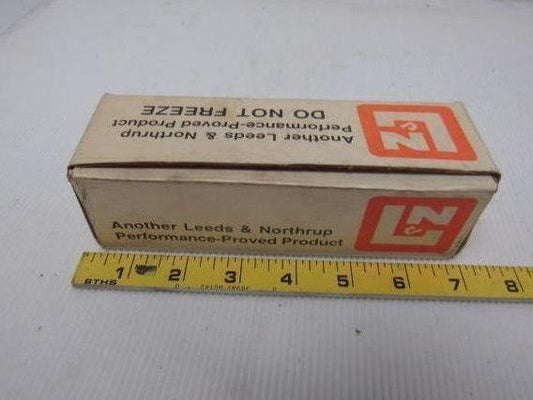 Another Leeds & Northrup
Performance-Proved Product
DO NOT FREEZE
L&N
Another Leeds & Northrup
Performance-Proved Product
L&N
1 2 3 4 5 6 7 8
8THS